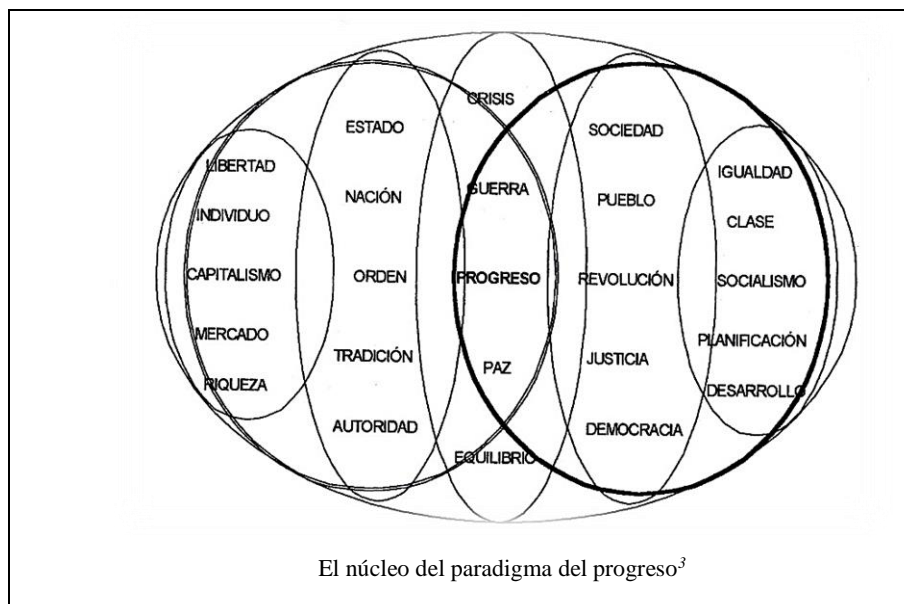 CRISIS
ESTADO
SOCIEDAD
LIBERTAD
IGUALDAD
NACIÓN
GUERRA
PUEBLO
INDIVIDUO
CLASE
CAPITALISMO
ORDEN
PROGRESO
REVOLUCIÓN
SOCIALISMO
MERCADO
PLANIFICACIÓN
TRADICIÓN
PAZ
JUSTICIA
RIQUEZA
DESARROLLO
AUTORIDAD
DEMOCRACIA
EQUILIBRIO
El núcleo del paradigma del progreso3